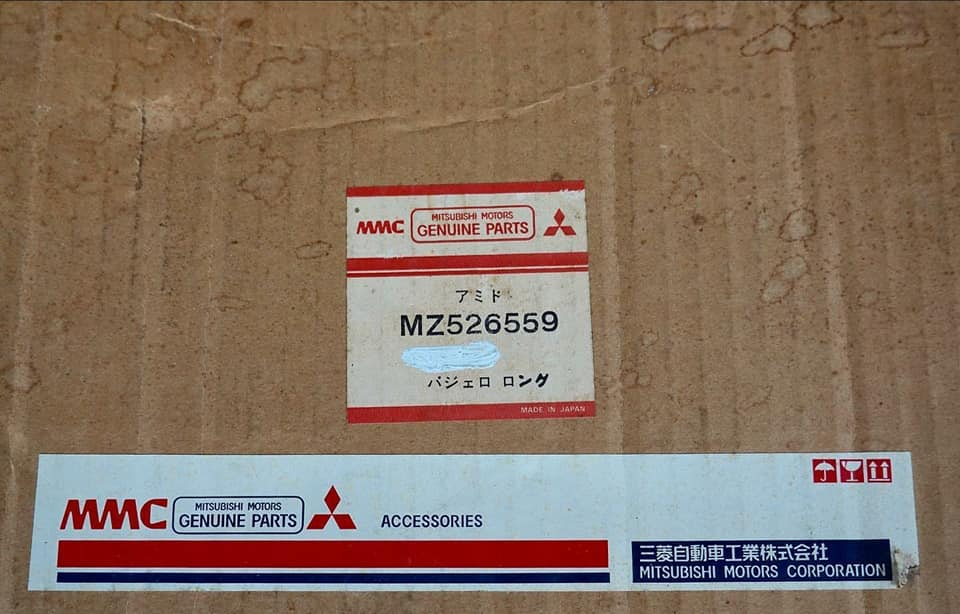 MMC MITSUBISHI MOTORS
GENUINE PARTS
アミド
MZ526559
パジェロ ロング
MADE IN JAPAN
MMC MITSUBISHI MOTORS
GENUINE PARTS
ACCESSORIES
三菱自動車工業株式会社
MITSUBISHI MOTORS CORPORATION